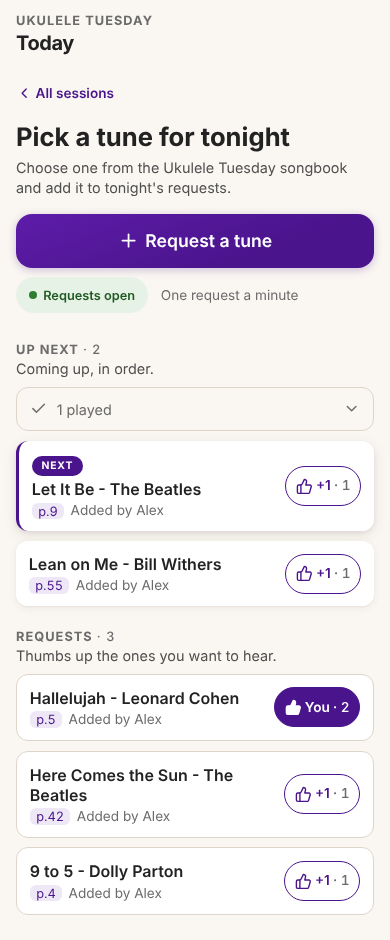 UKULELE TUESDAY
Today
All sessions
Pick a tune for tonight
Choose one from the Ukulele Tuesday songbook
and add it to tonight's requests.
Request a tune
Requests open
One request a minute
UP NEXT · 2
Coming up, in order.
1 played
NEXT
Let It Be - The Beatles
p.9 Added by Alex
+1 · 1
Lean on Me - Bill Withers
p.55 Added by Alex
+1 · 1
REQUESTS · 3
Thumbs up the ones you want to hear.
Hallelujah - Leonard Cohen
p.5 Added by Alex
You · 2
Here Comes the Sun - The
Beatles
p.42 Added by Alex
+1 · 1
9 to 5 - Dolly Parton
p.4 Added by Alex
+1 · 1